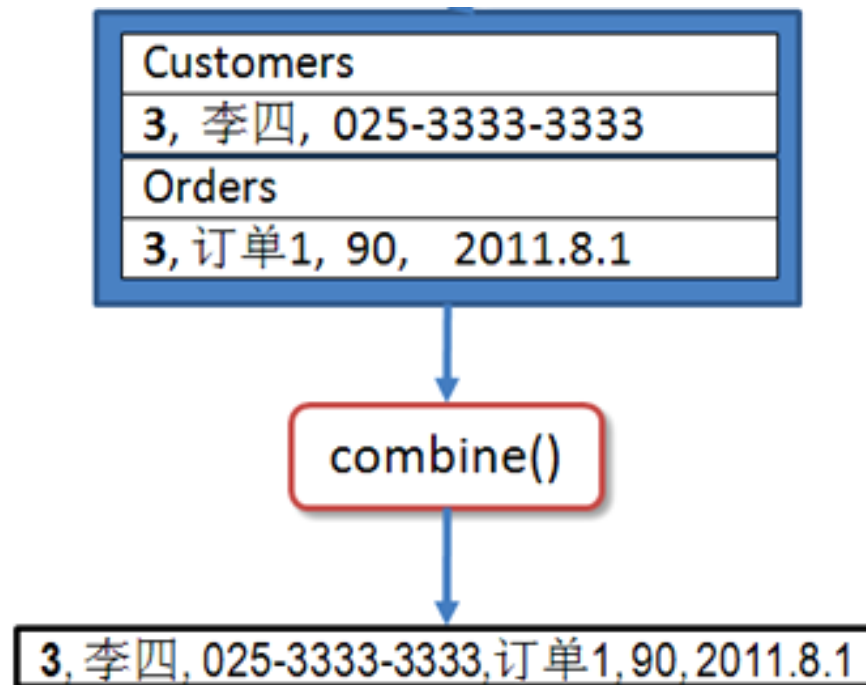 Customers
3, 李四, 025-3333-3333
Orders
3, 订单1, 90, 2011.8.1
combine()
3, 李四, 025-3333-3333,订单1, 90, 2011.8.1